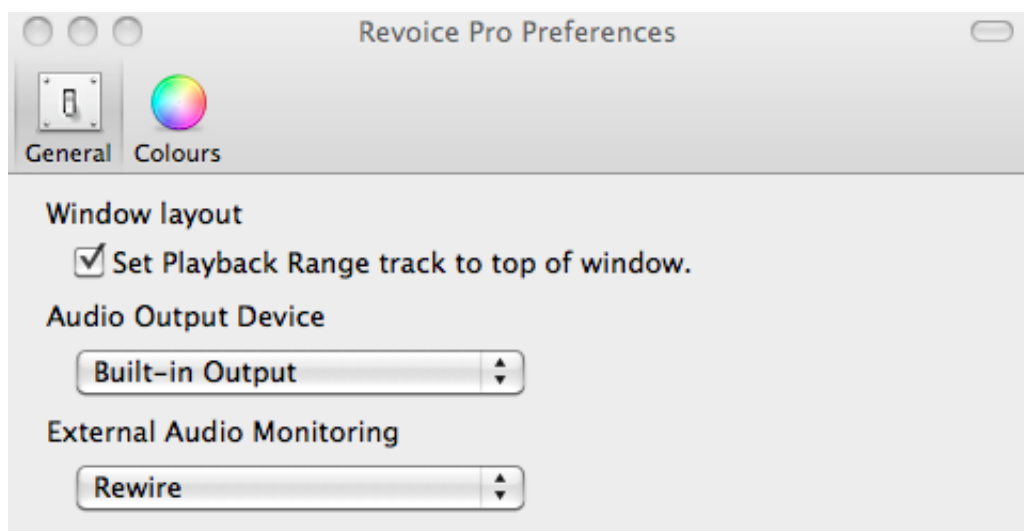 Revoice Pro Preferences
General Colours
Window layout
Set Playback Range track to top of window.
Audio Output Device
Built-in Output
External Audio Monitoring
Rewire